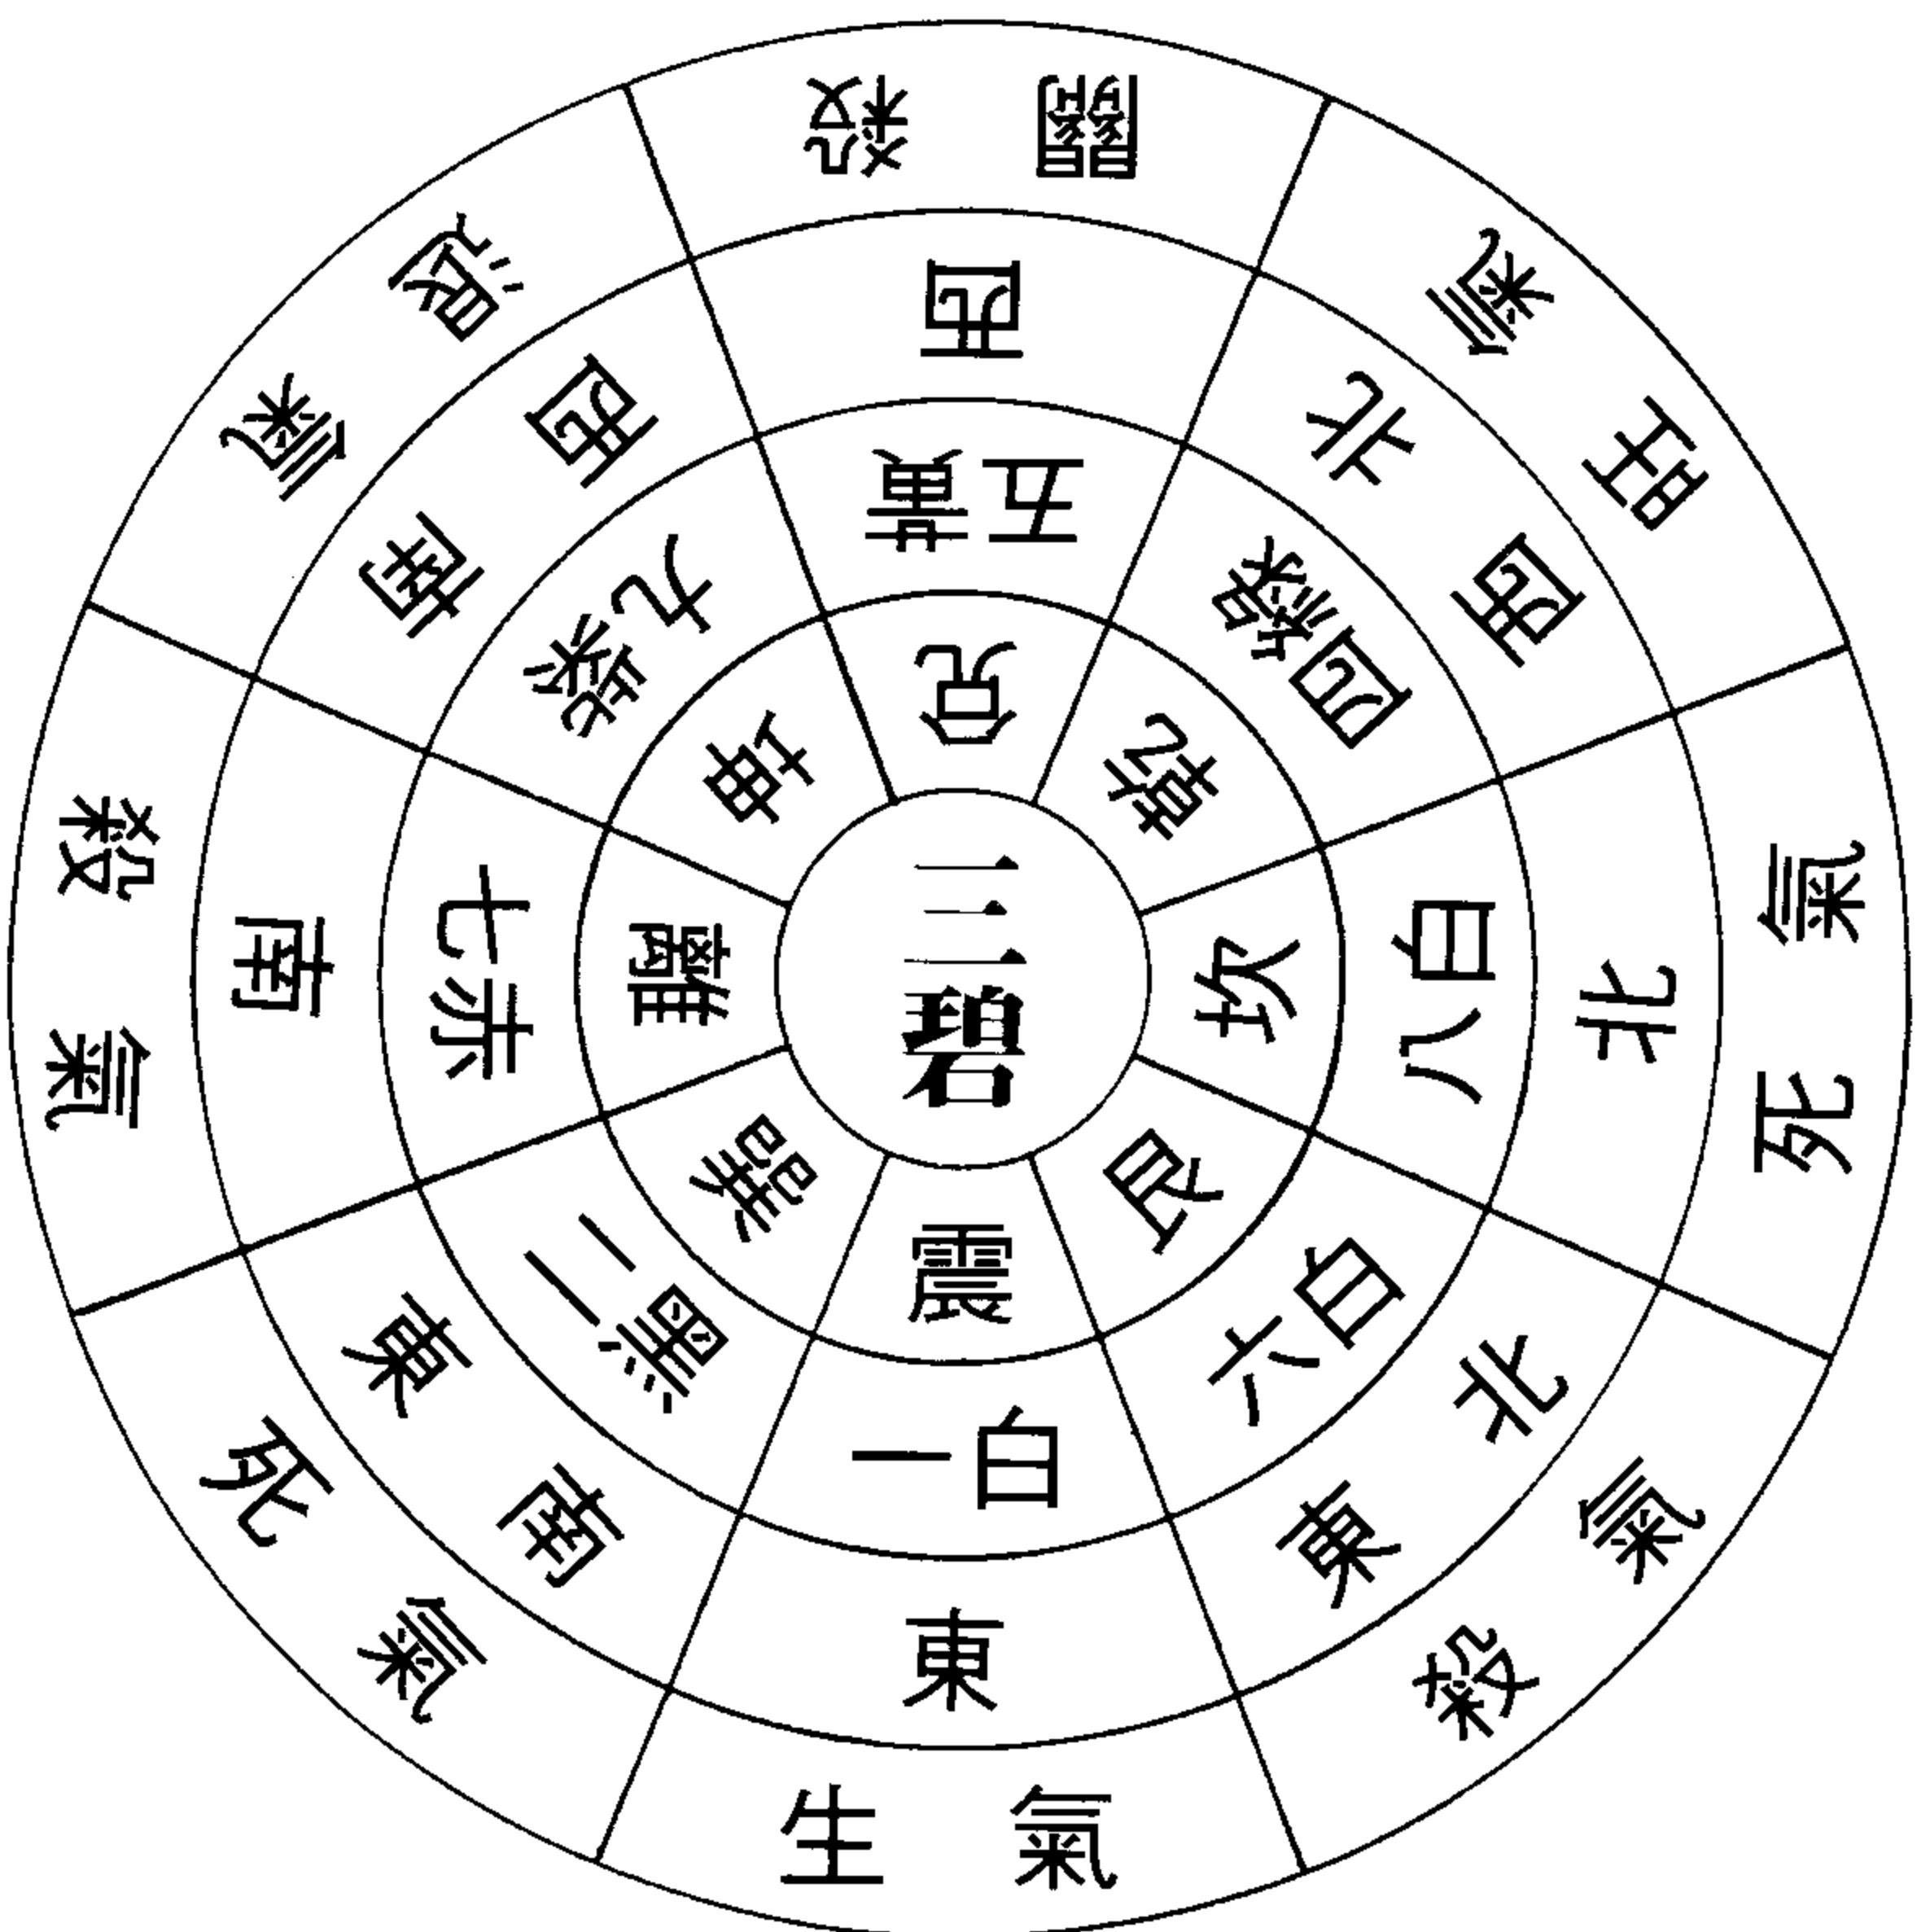 三碧
震
一白
東
生氣
艮
六白
東北
殺氣
坎
八白
北
死氣
乾
四綠
西北
旺氣
兌
五黃
西
關殺
坤
九紫
西南
退氣
離
七赤
南
殺氣
巽
二黑
東南
死氣